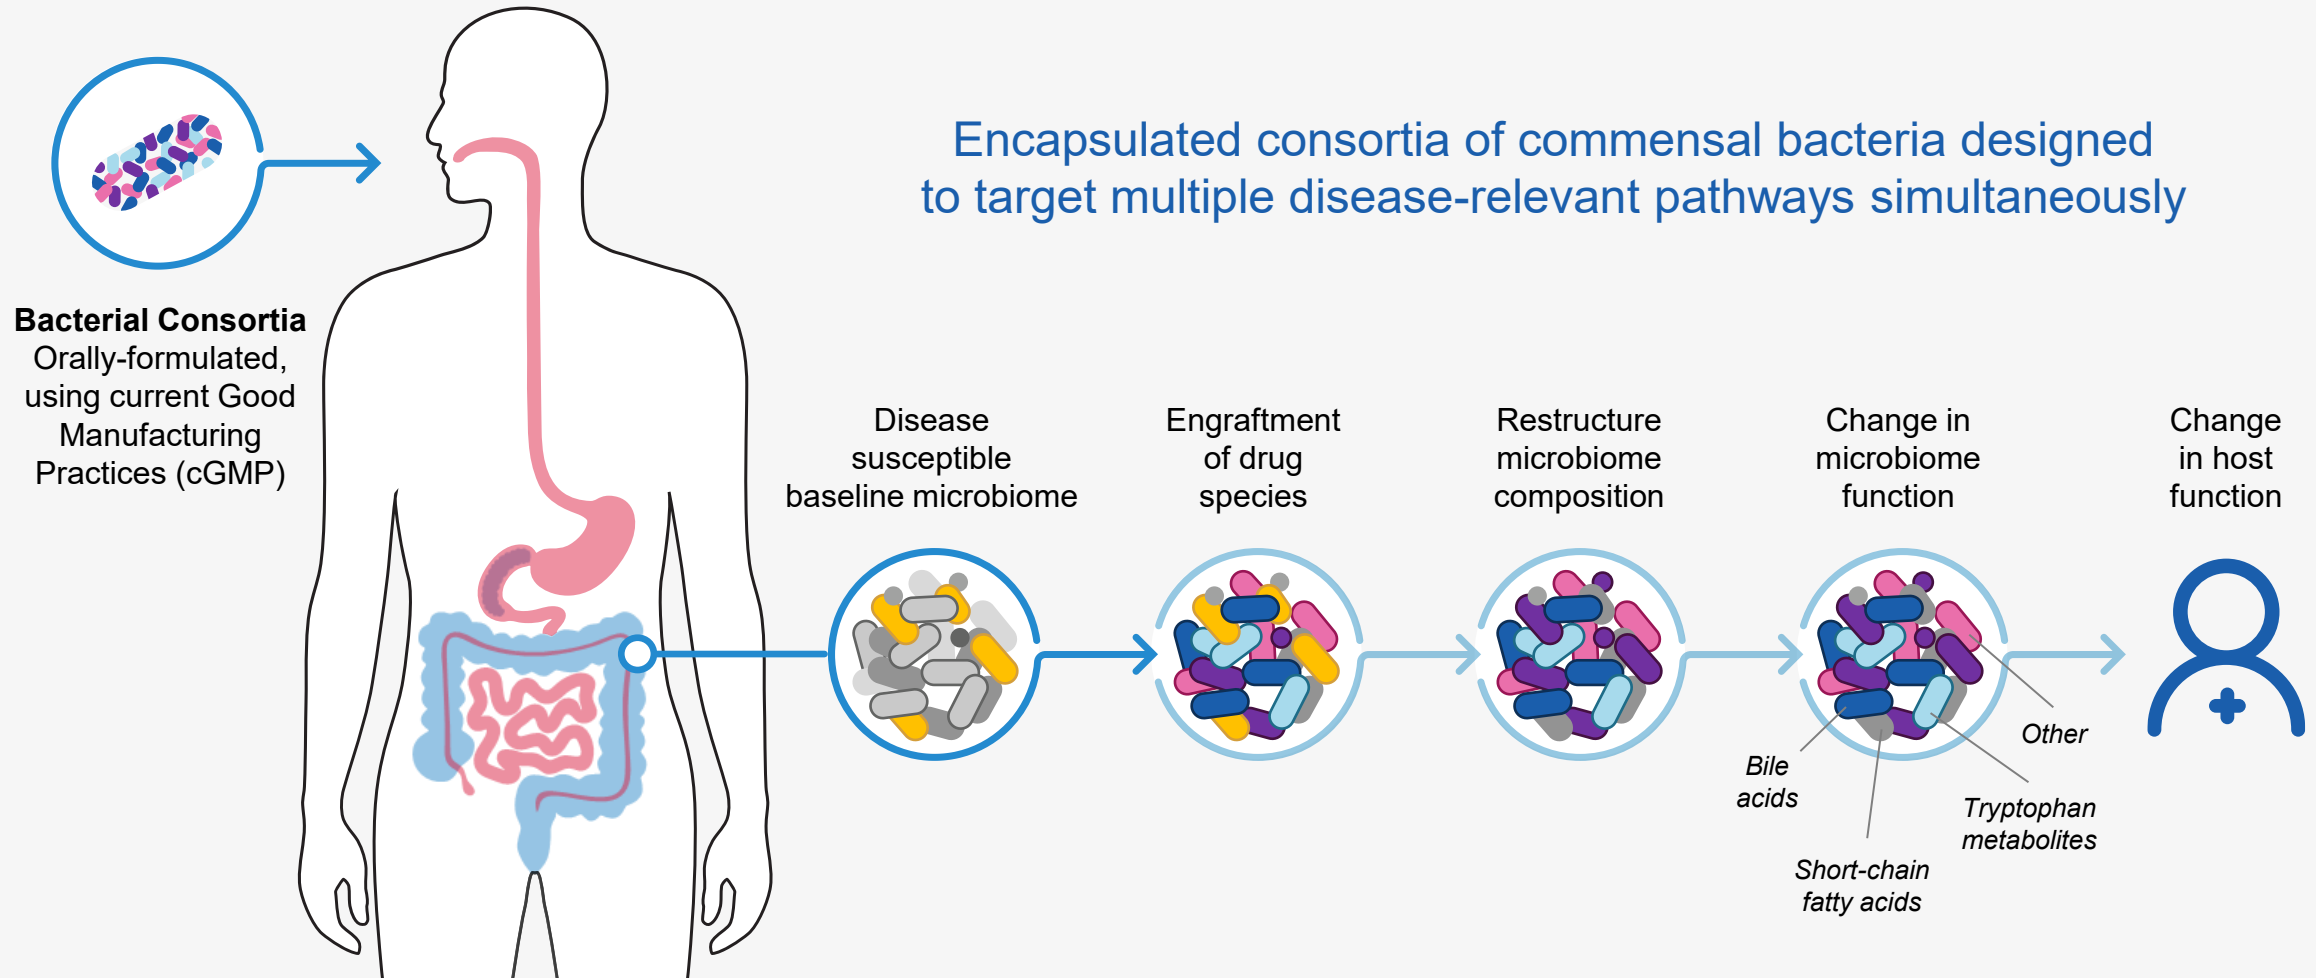 Encapsulated consortia of commensal bacteria designed
to target multiple disease-relevant pathways simultaneously
Bacterial Consortia
Orally-formulated,
using current Good
Manufacturing
Practices (cGMP)
Disease
susceptible
baseline microbiome
Engraftment
of drug
species
Restructure
microbiome
composition
Change in
microbiome
function
Change
in host
function
Bile
acids
Short-chain
fatty acids
Tryptophan
metabolites
Other